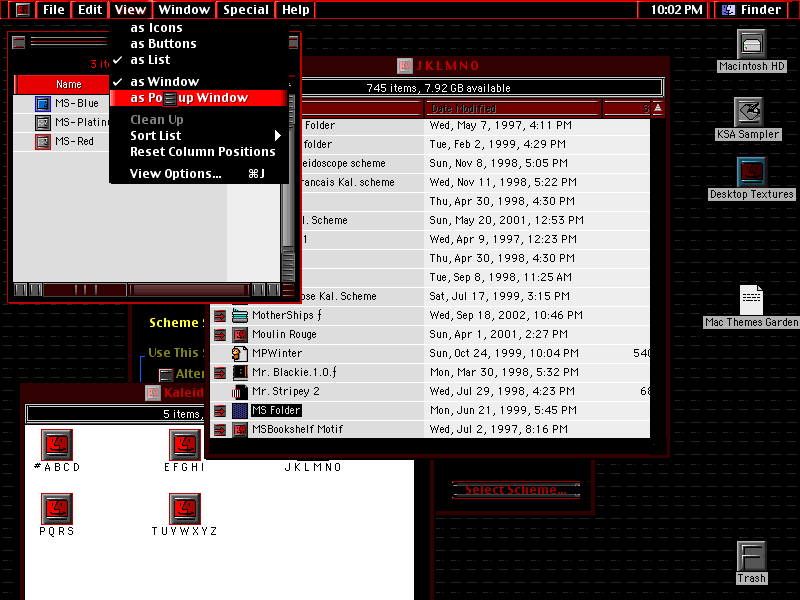 File Edit View Window Special Help 10:02 PM Finder
as Icons
as Buttons
as List
as Window
as Po up Window
Clean Up
Sort List
Reset Column Positions
View Options... ⌘J
Name
MS-Blue
MS-Platinu
MS-Red
JKLMNO
745 items, 7.92 GB available
Date Modified
Folder Wed, May 7, 1997, 4:11 PM
folder Tue, Feb 2, 1999, 4:29 PM
eidoscope scheme Sun, Nov 8, 1998, 5:05 PM
rancais Kal. scheme Wed, Nov 11, 1998, 5:22 PM
Thu, Apr 30, 1998, 4:30 PM
l. Scheme Sun, May 20, 2001, 12:53 PM
1 Wed, Apr 9, 1997, 12:23 PM
Thu, Apr 30, 1998, 4:30 PM
Tue, Sep 8, 1998, 11:25 AM
ose Kal. scheme Sat, Jul 17, 1999, 3:15 PM
MotherShips ƒ Wed, Sep 18, 2002, 10:46 PM
Moulin Rouge Sun, Apr 1, 2001, 2:27 PM
MPWinter Sun, Oct 24, 1999, 10:04 PM 540
Mr. Blackie.1.0.ƒ Mon, Mar 30, 1998, 5:32 PM
Mr. Stripey 2 Wed, Jul 29, 1998, 4:23 PM 68
MS Folder Mon, Jun 21, 1999, 5:45 PM
MSBookshelf Motif Wed, Jul 2, 1997, 8:16 PM
Scheme
Use This
Alter
Kaleid
5 items,
#ABCD
EFGHI
JKLMNO
PQRS
TUVWXYZ
Select Scheme...
Macintosh HD
KSA Sampler
Desktop Textures
Mac Themes Garden
Trash